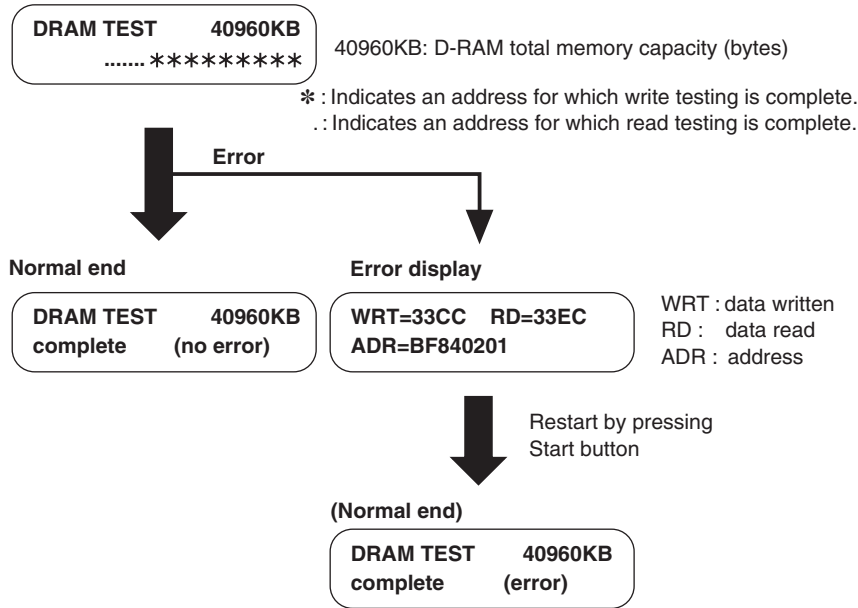 DRAM TEST 40960KB
.......*********
40960KB: D-RAM total memory capacity (bytes)
* : Indicates an address for which write testing is complete.
. : Indicates an address for which read testing is complete.
Error
Normal end
DRAM TEST 40960KB
complete (no error)
Error display
WRT=33CC RD=33EC
ADR=BF840201
WRT : data written
RD : data read
ADR : address
Restart by pressing
Start button
(Normal end)
DRAM TEST 40960KB
complete (error)